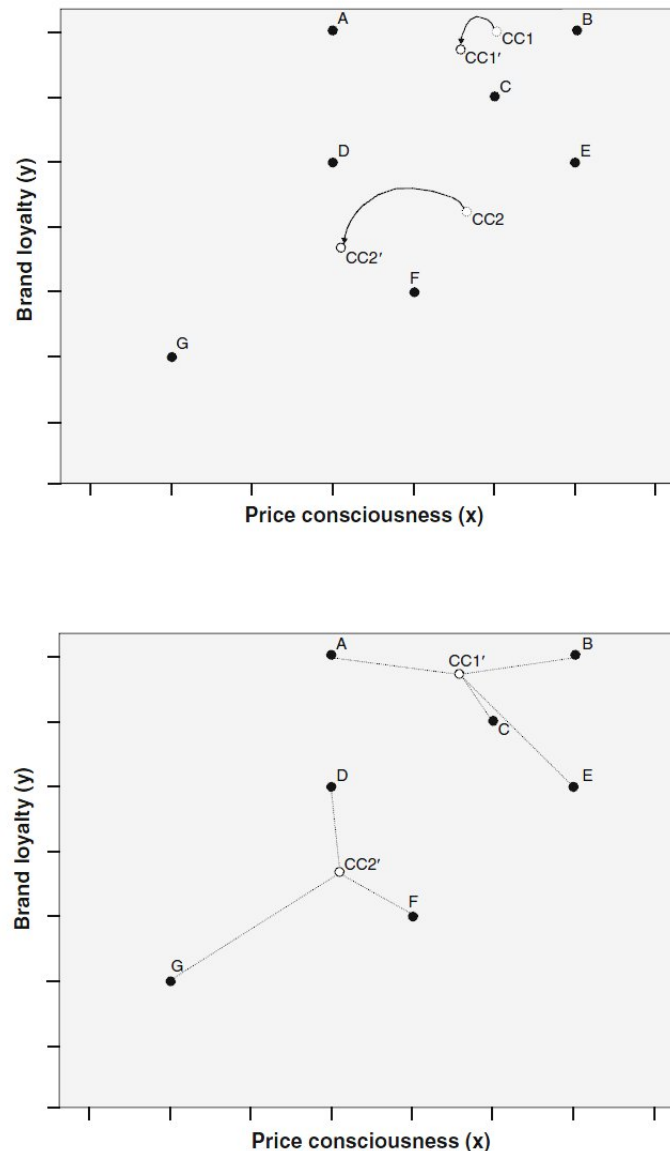 A
B
CC1
CC1′
C
D
E
CC2
CC2′
F
G
Brand loyalty (y)
Price consciousness (x)
A
B
CC1′
C
D
E
CC2′
F
G
Brand loyalty (y)
Price consciousness (x)